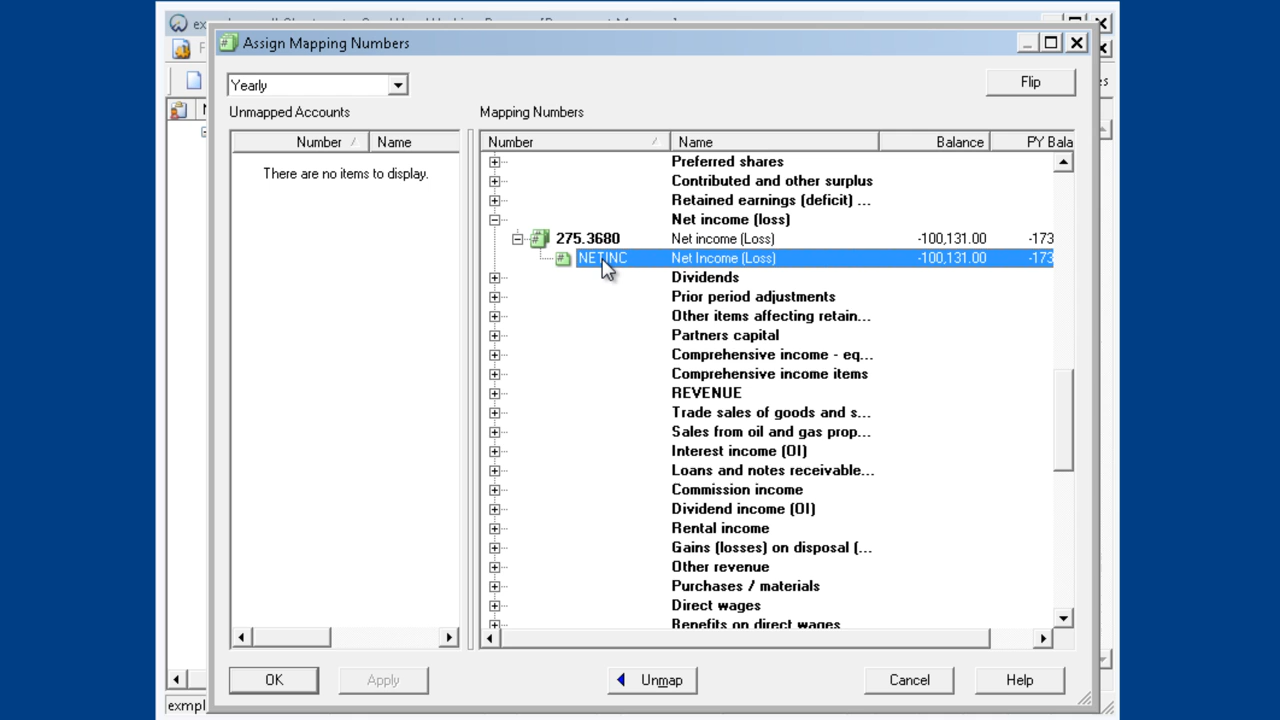 Assign Mapping Numbers
Yearly
Flip
Unmapped Accounts
Mapping Numbers
Number Name
There are no items to display.
Number Name Balance PY Bala
Preferred shares
Contributed and other surplus
Retained earnings (deficit) ...
Net income (loss)
275.3680 Net income (Loss) -100,131.00 -173
NETINC Net Income (Loss) -100,131.00 -173
Dividends
Prior period adjustments
Other items affecting retain...
Partners capital
Comprehensive income - eq...
Comprehensive income items
REVENUE
Trade sales of goods and s...
Sales from oil and gas prop...
Interest income (OI)
Loans and notes receivable...
Commission income
Dividend income (OI)
Rental income
Gains (losses) on disposal (...
Other revenue
Purchases / materials
Direct wages
Benefits on direct wages
OK
Apply
Unmap
Cancel
Help
exmpl